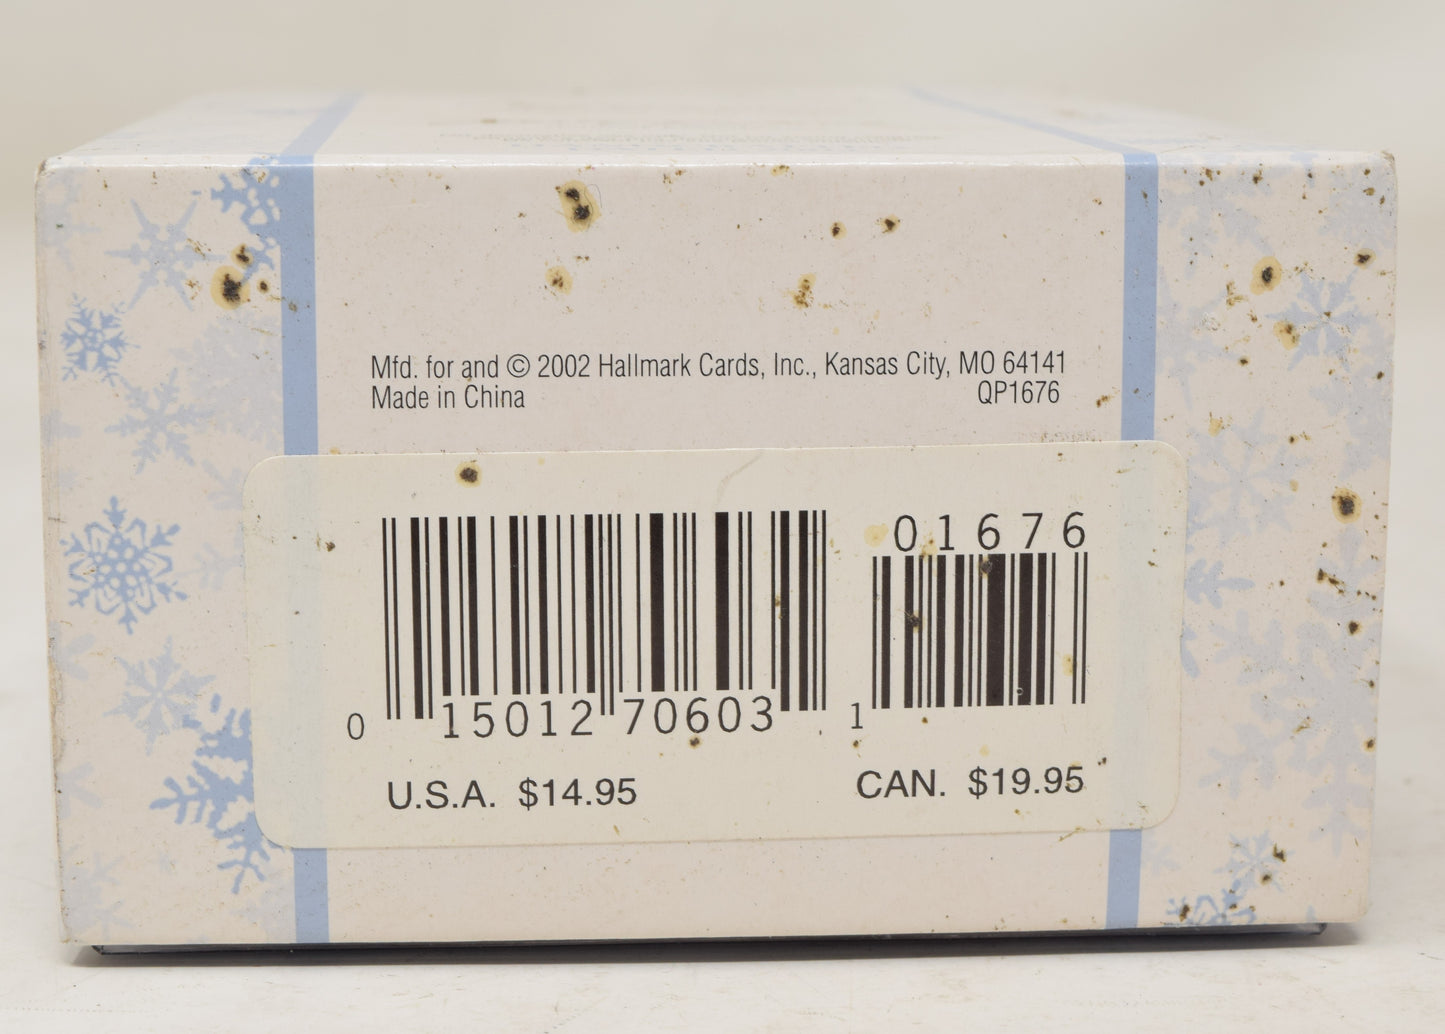 Mfd. for and © 2002 Hallmark Cards, Inc., Kansas City, MO 64141
Made in China QP1676
01676
0 15012 70603 1
U.S.A. $14.95 CAN. $19.95